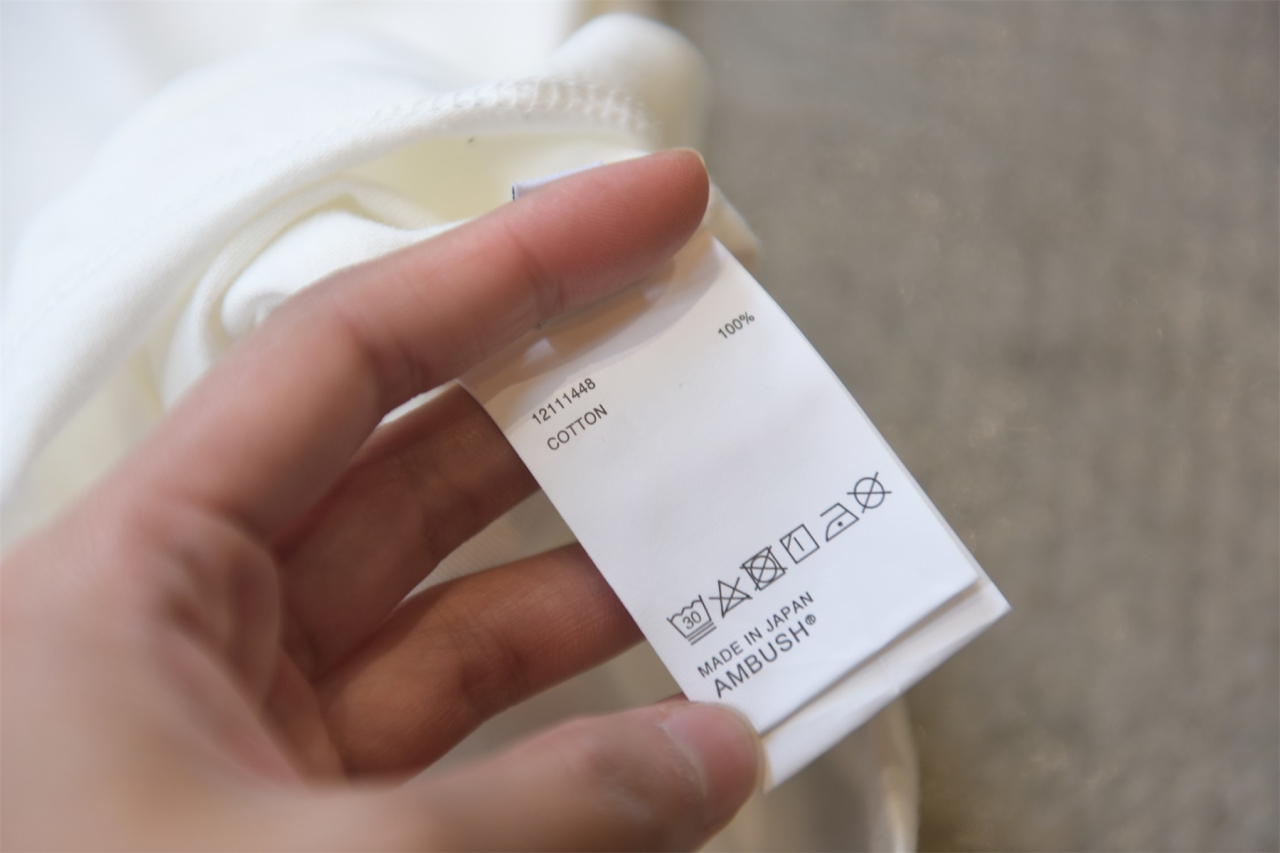 12111448
COTTON 100%
30
MADE IN JAPAN
AMBUSH®